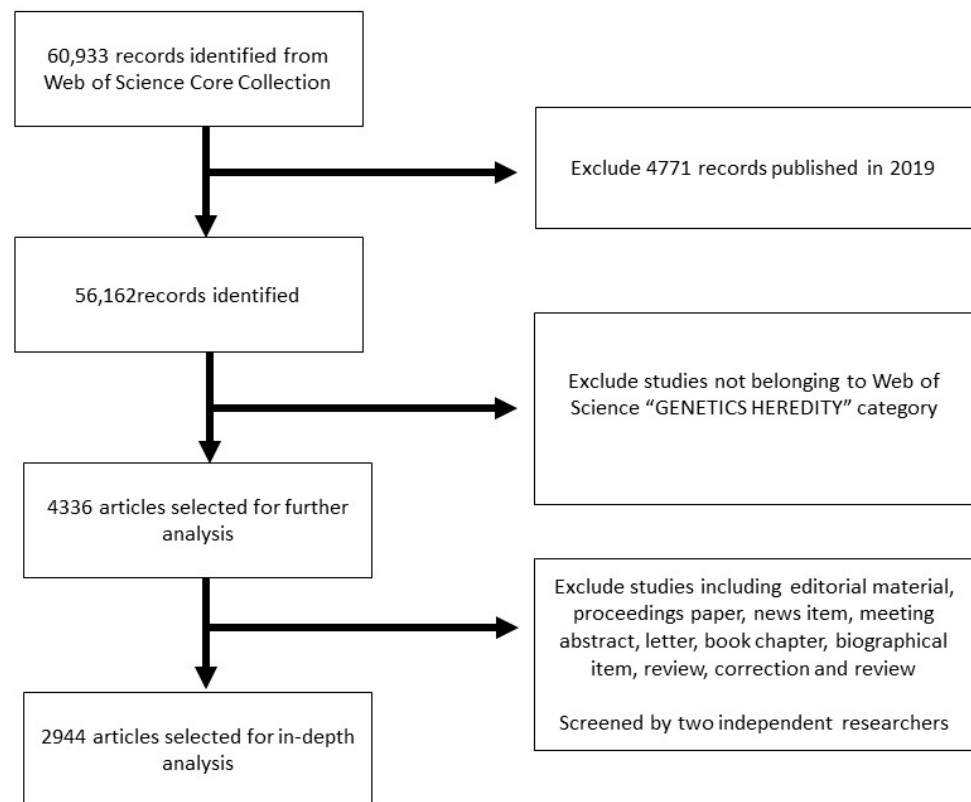 60,933 records identified from
Web of Science Core Collection
Exclude 4771 records published in 2019
56,162records identified
Exclude studies not belonging to Web of
Science “GENETICS HEREDITY” category
4336 articles selected for further
analysis
Exclude studies including editorial material,
proceedings paper, news item, meeting
abstract, letter, book chapter, biographical
item, review, correction and review
Screened by two independent researchers
2944 articles selected for in-depth
analysis